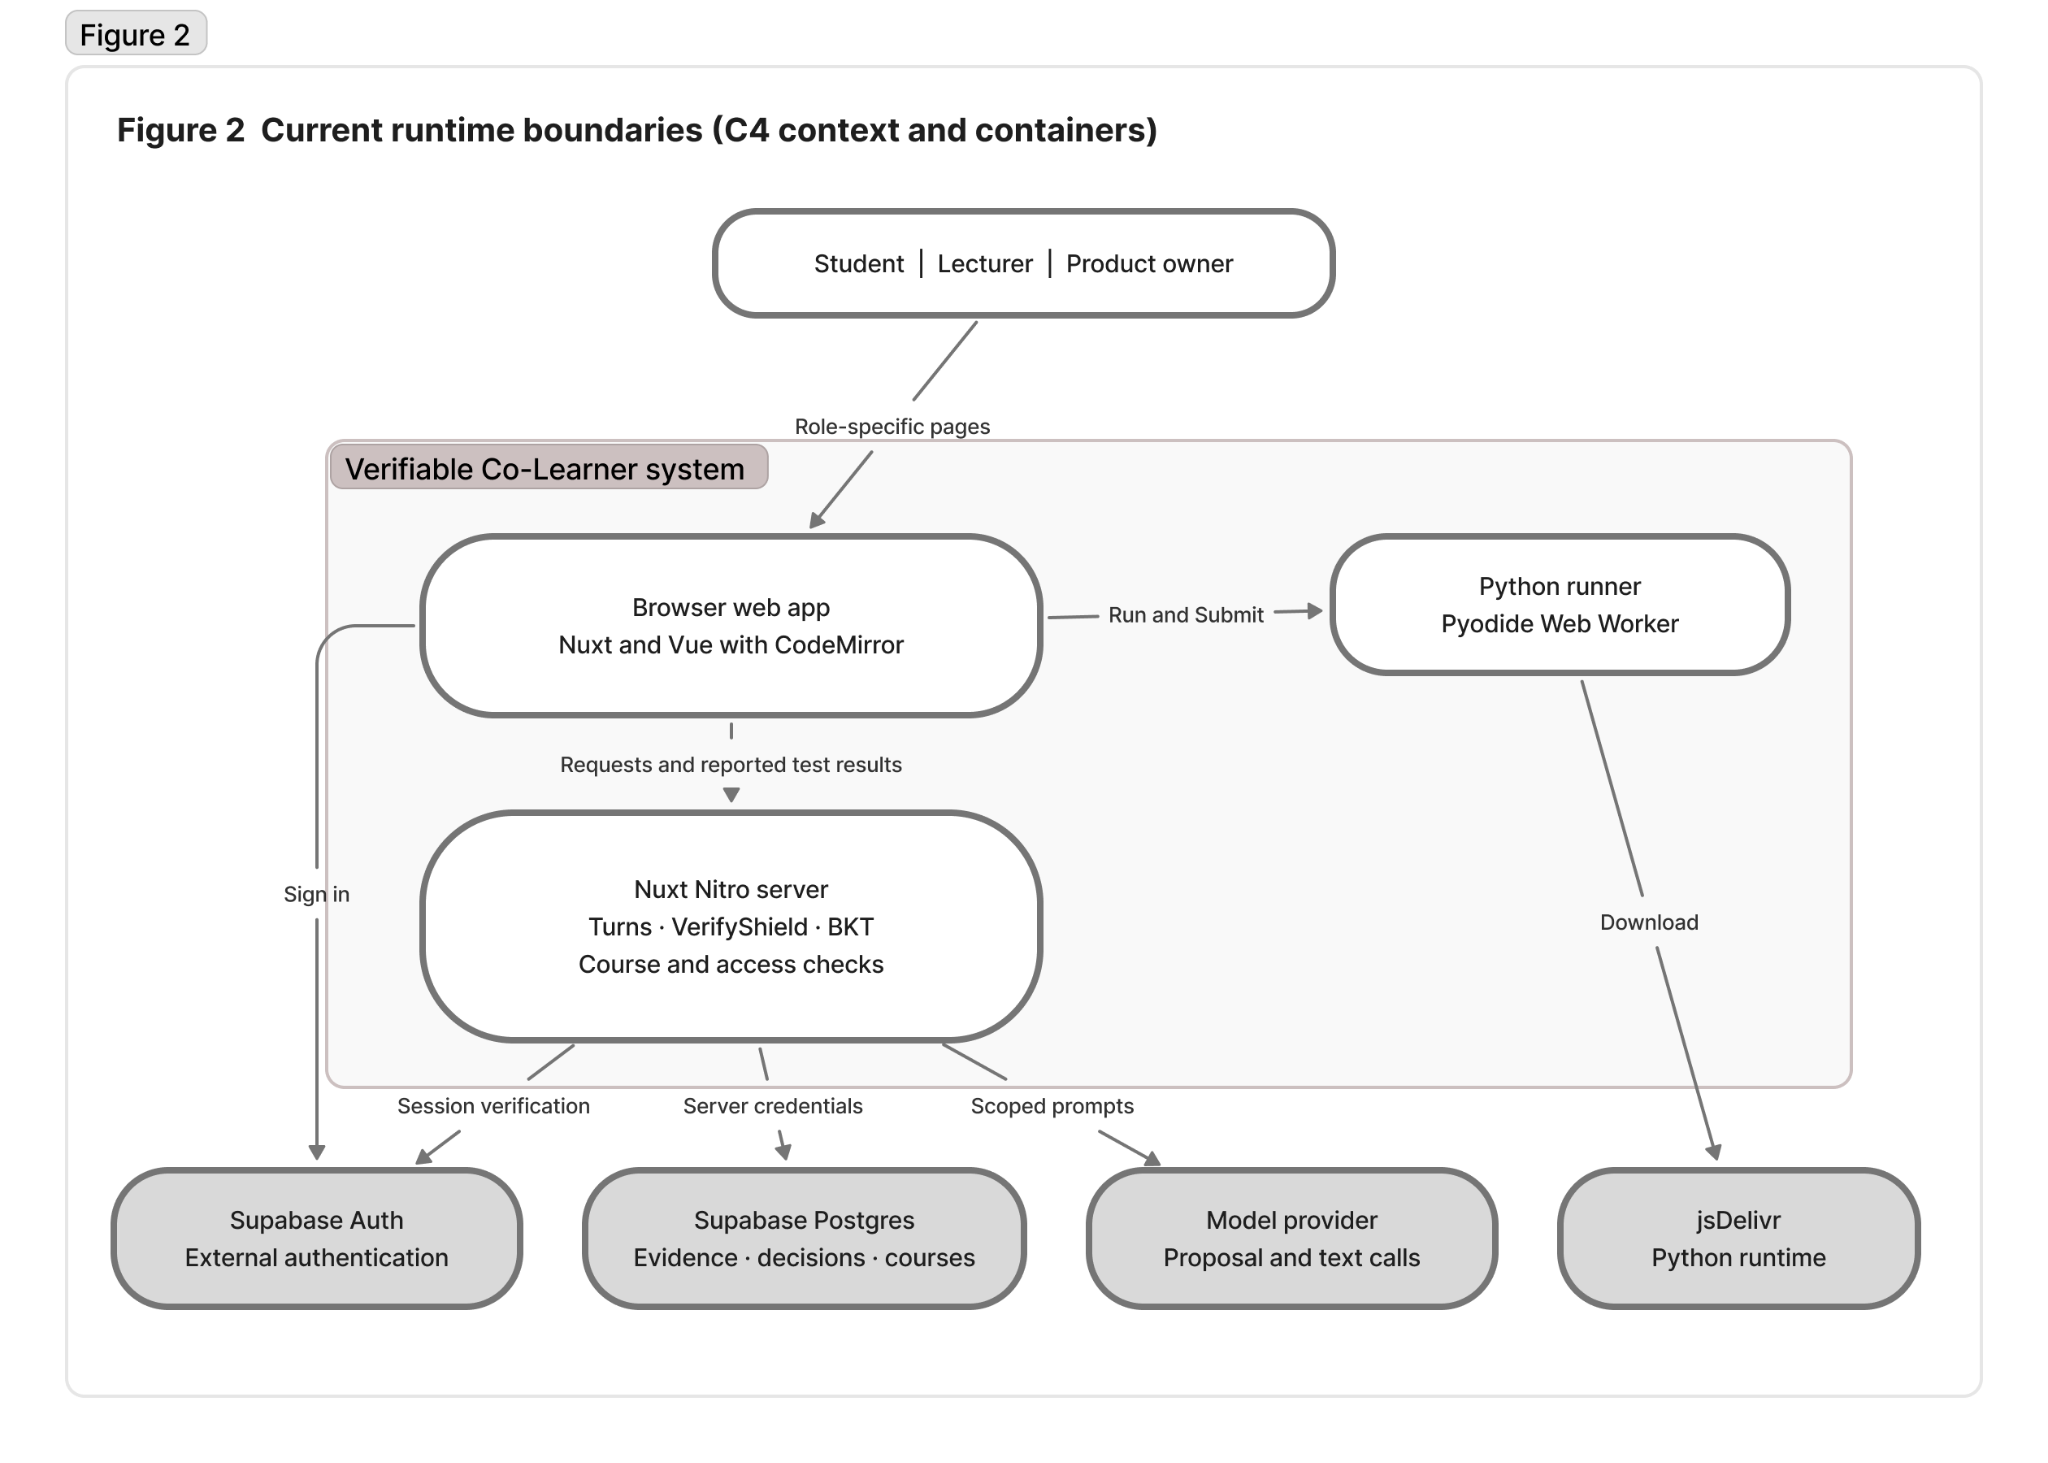 Figure 2
Figure 2 Current runtime boundaries (C4 context and containers)
Student | Lecturer | Product owner
Role-specific pages
Verifiable Co-Learner system
Browser web app
Nuxt and Vue with CodeMirror
Run and Submit
Python runner
Pyodide Web Worker
Requests and reported test results
Nuxt Nitro server
Turns · VerifyShield · BKT
Course and access checks
Sign in
Download
Session verification
Server credentials
Scoped prompts
Supabase Auth
External authentication
Supabase Postgres
Evidence · decisions · courses
Model provider
Proposal and text calls
jsDelivr
Python runtime